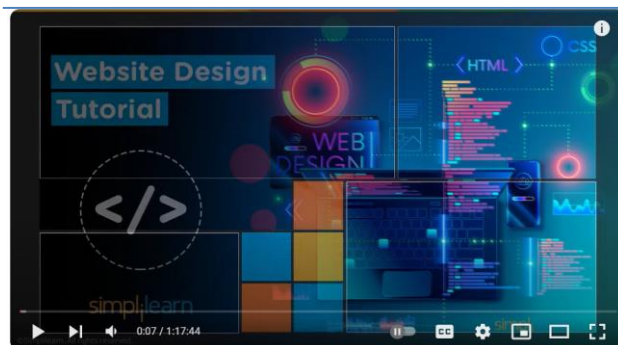 Website Design
Tutorial
WEB
DESIGN
HTML
CSS
</>
simplilearn
0:07 / 1:17:44
CC